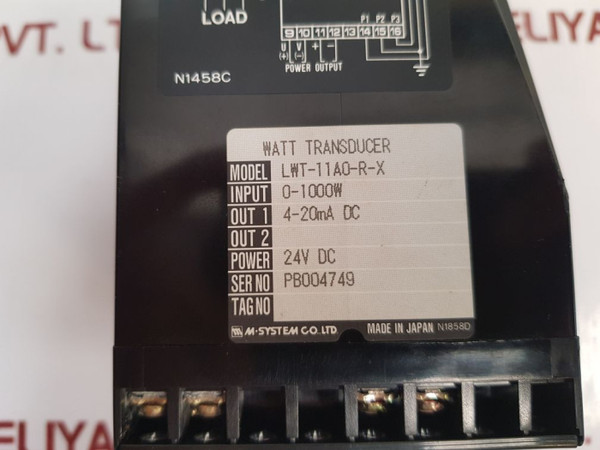 LOAD
P1 P2 P3
9 10 11 12 13 14 15 16
U V + −
(+) (−)
POWER OUTPUT
N1458C
WATT TRANSDUCER
MODEL LWT-11A0-R-X
INPUT 0-1000W
OUT 1 4-20mA DC
OUT 2
POWER 24V DC
SER NO PB004749
TAG NO
M-SYSTEM CO.,LTD. MADE IN JAPAN N1858D
PVT. LT
ELIYA
ELIYA